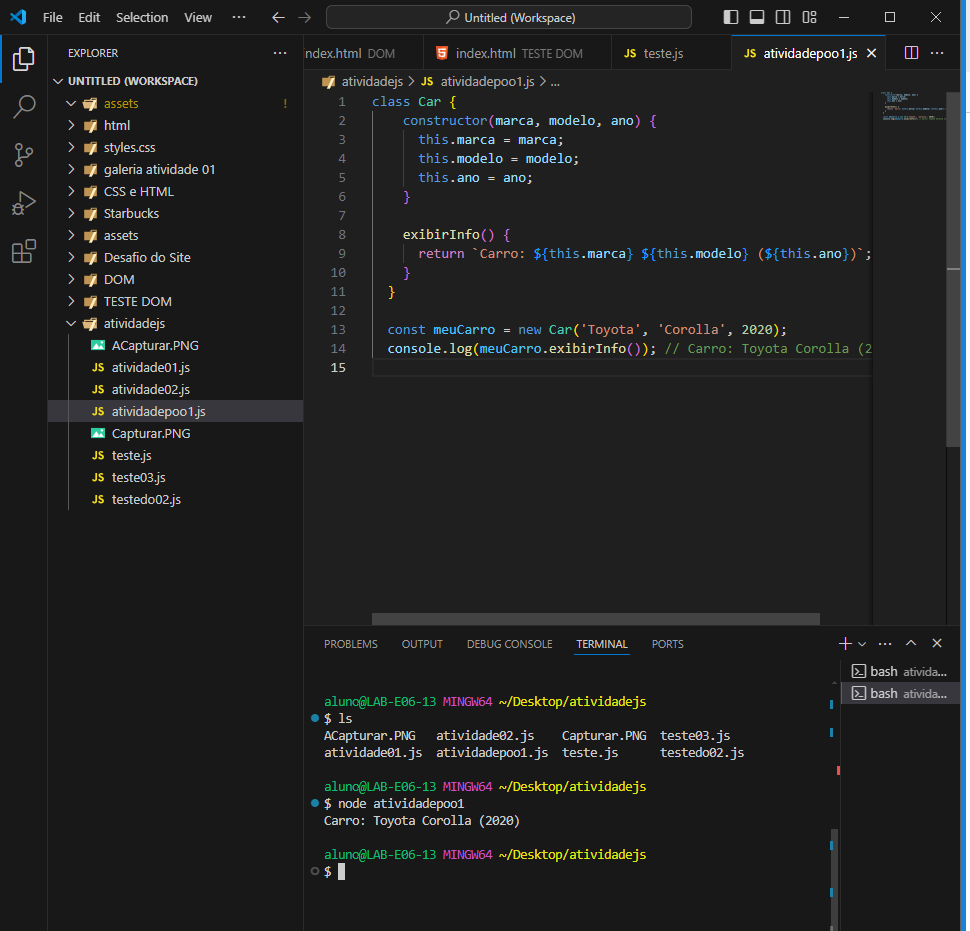 File Edit Selection View ··· Untitled (Workspace)
EXPLORER ···
index.html DOM index.html TESTE DOM JS teste.js JS atividadepoo1.js ···
UNTITLED (WORKSPACE)
assets !
html
styles.css
galeria atividade 01
CSS e HTML
Starbucks
assets
Desafio do Site
DOM
TESTE DOM
atividadejs
ACapturar.PNG
JS atividade01.js
JS atividade02.js
JS atividadepoo1.js
Capturar.PNG
JS teste.js
JS teste03.js
JS testedo02.js
atividadejs > JS atividadepoo1.js > ...
1 class Car {
2 constructor(marca, modelo, ano) {
3 this.marca = marca;
4 this.modelo = modelo;
5 this.ano = ano;
6 }
7
8 exibirInfo() {
9 return `Carro: ${this.marca} ${this.modelo} (${this.ano})`;
10 }
11 }
12
13 const meuCarro = new Car('Toyota', 'Corolla', 2020);
14 console.log(meuCarro.exibirInfo()); // Carro: Toyota Corolla (2
15
PROBLEMS OUTPUT DEBUG CONSOLE TERMINAL PORTS
aluno@LAB-E06-13 MINGW64 ~/Desktop/atividadejs
$ ls
ACapturar.PNG atividade02.js Capturar.PNG teste03.js
atividade01.js atividadepoo1.js teste.js testedo02.js
aluno@LAB-E06-13 MINGW64 ~/Desktop/atividadejs
$ node atividadepoo1
Carro: Toyota Corolla (2020)
aluno@LAB-E06-13 MINGW64 ~/Desktop/atividadejs
$
bash ativida...
bash ativida...